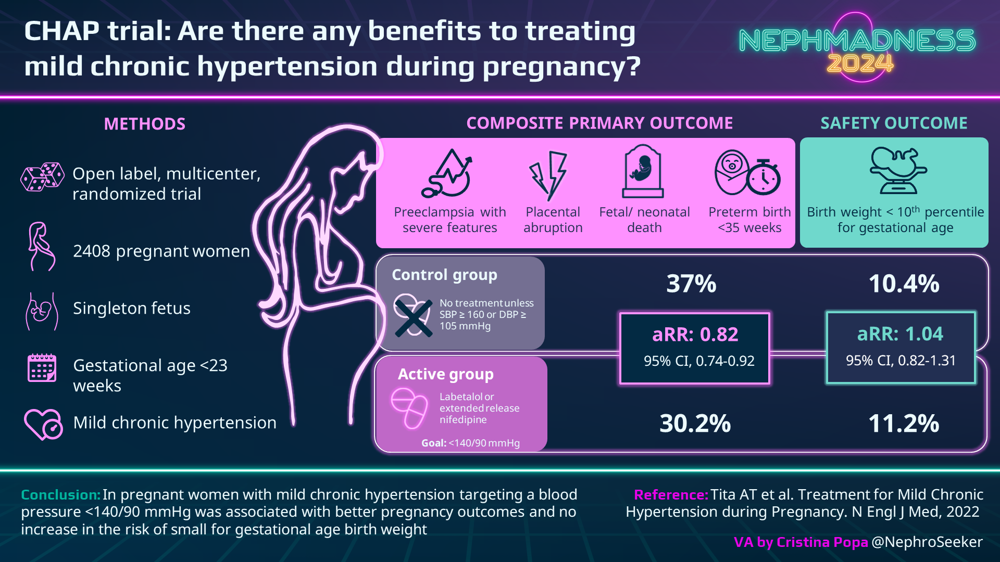 CHAP trial: Are there any benefits to treating
mild chronic hypertension during pregnancy?
NEPHMADNESS
2024
METHODS
Open label, multicenter,
randomized trial
2408 pregnant women
Singleton fetus
Gestational age <23
weeks
Mild chronic hypertension
COMPOSITE PRIMARY OUTCOME
Preeclampsia with
severe features
Placental
abruption
Fetal/ neonatal
death
Preterm birth
<35 weeks
SAFETY OUTCOME
Birth weight < 10th percentile
for gestational age
Control group
No treatment unless
SBP ≥ 160 or DBP ≥
105 mmHg
37%
10.4%
aRR: 0.82
95% CI, 0.74-0.92
aRR: 1.04
95% CI, 0.82-1.31
Active group
Labetalol or
extended release
nifedipine
Goal: <140/90 mmHg
30.2%
11.2%
Conclusion: In pregnant women with mild chronic hypertension targeting a blood
pressure <140/90 mmHg was associated with better pregnancy outcomes and no
increase in the risk of small for gestational age birth weight
Reference: Tita AT et al. Treatment for Mild Chronic
Hypertension during Pregnancy. N Engl J Med, 2022
VA by Cristina Popa @NephroSeeker